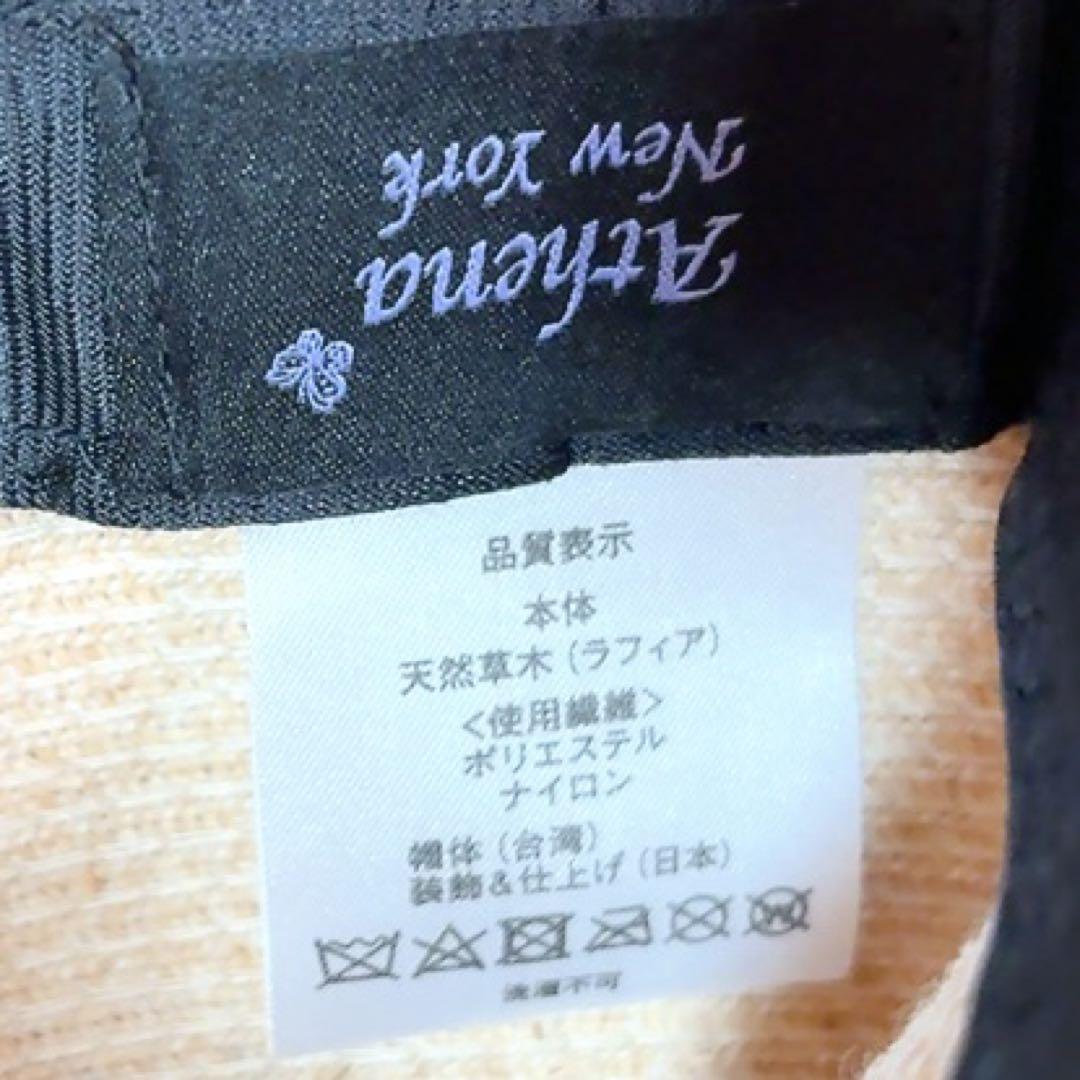 Athena
New York
品質表示
本体
天然草木（ラフィア）
<使用繊維>
ポリエステル
ナイロン
帽体（台湾）
装飾&仕上げ（日本）
W
洗濯不可